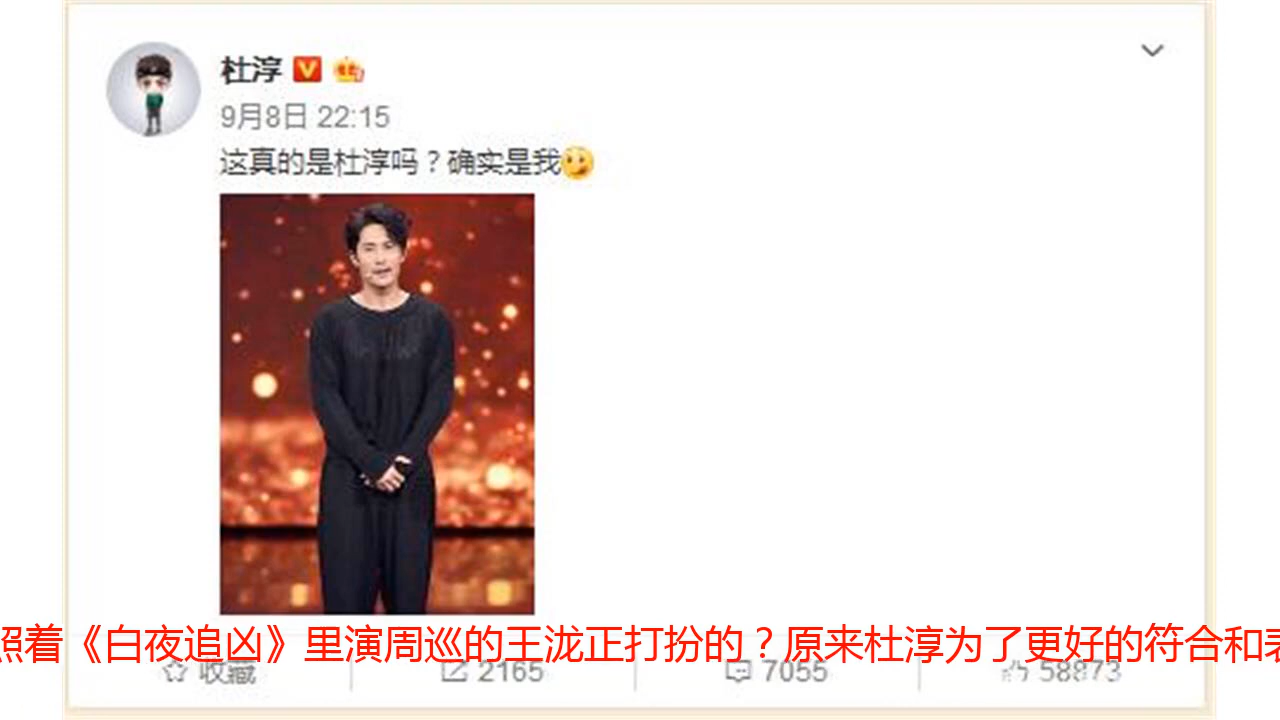 杜淳
9月8日 22:15
这真的是杜淳吗？确实是我
照着《白夜追凶》里演周巡的王泷正打扮的？原来杜淳为了更好的符合和表
收藏 2165 7055 58873